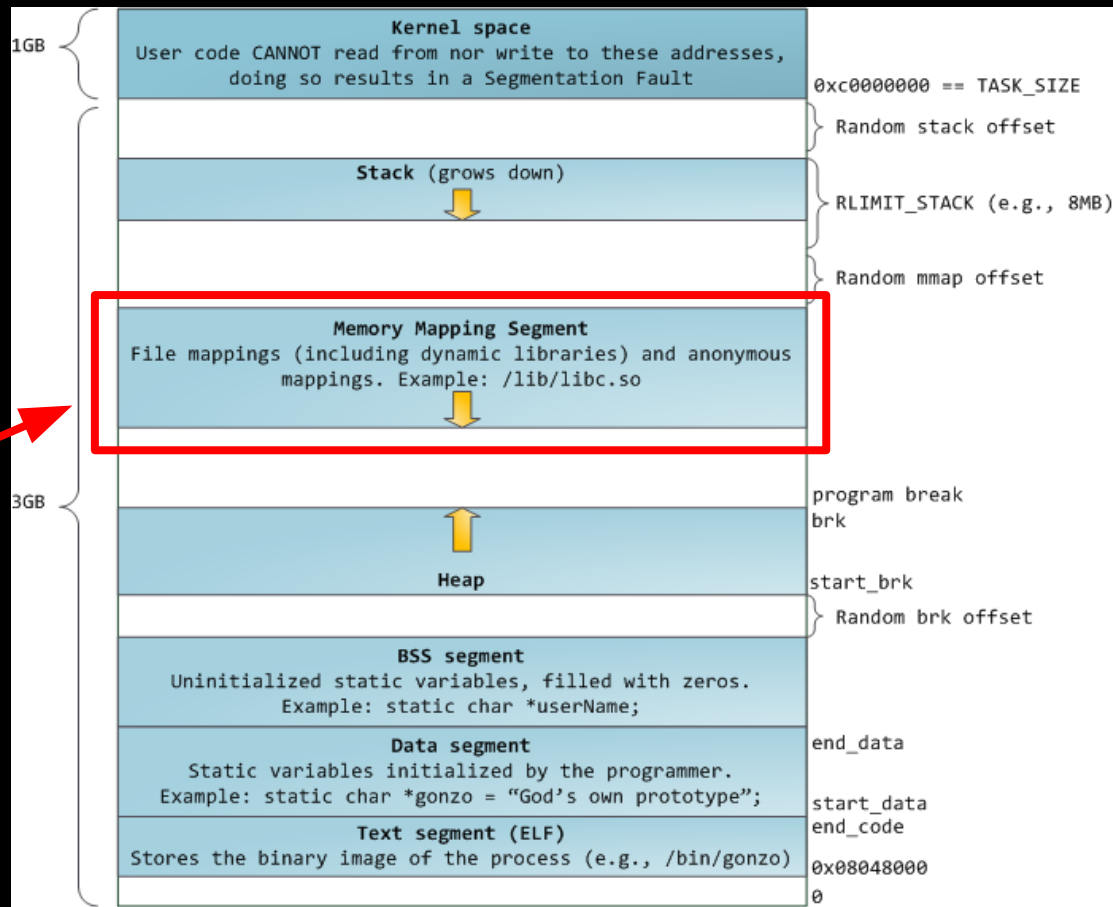 1GB
Kernel space
User code CANNOT read from nor write to these addresses,
doing so results in a Segmentation Fault
0xc0000000 == TASK_SIZE
Random stack offset
Stack (grows down)
RLIMIT_STACK (e.g., 8MB)
Random mmap offset
Memory Mapping Segment
File mappings (including dynamic libraries) and anonymous
mappings. Example: /lib/libc.so
3GB
program break
brk
Heap
start_brk
Random brk offset
BSS segment
Uninitialized static variables, filled with zeros.
Example: static char *userName;
end_data
Data segment
Static variables initialized by the programmer.
Example: static char *gonzo = “God’s own prototype”;
start_data
end_code
Text segment (ELF)
Stores the binary image of the process (e.g., /bin/gonzo)
0x08048000
0